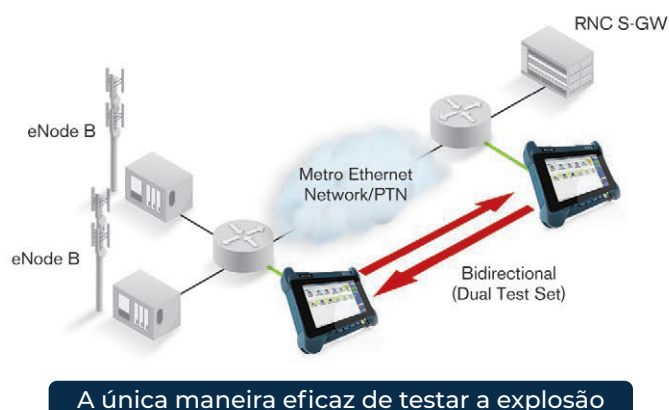 RNC S-GW
eNode B
Metro Ethernet
Network/PTN
eNode B
Bidirectional
(Dual Test Set)
A única maneira eficaz de testar a explosão